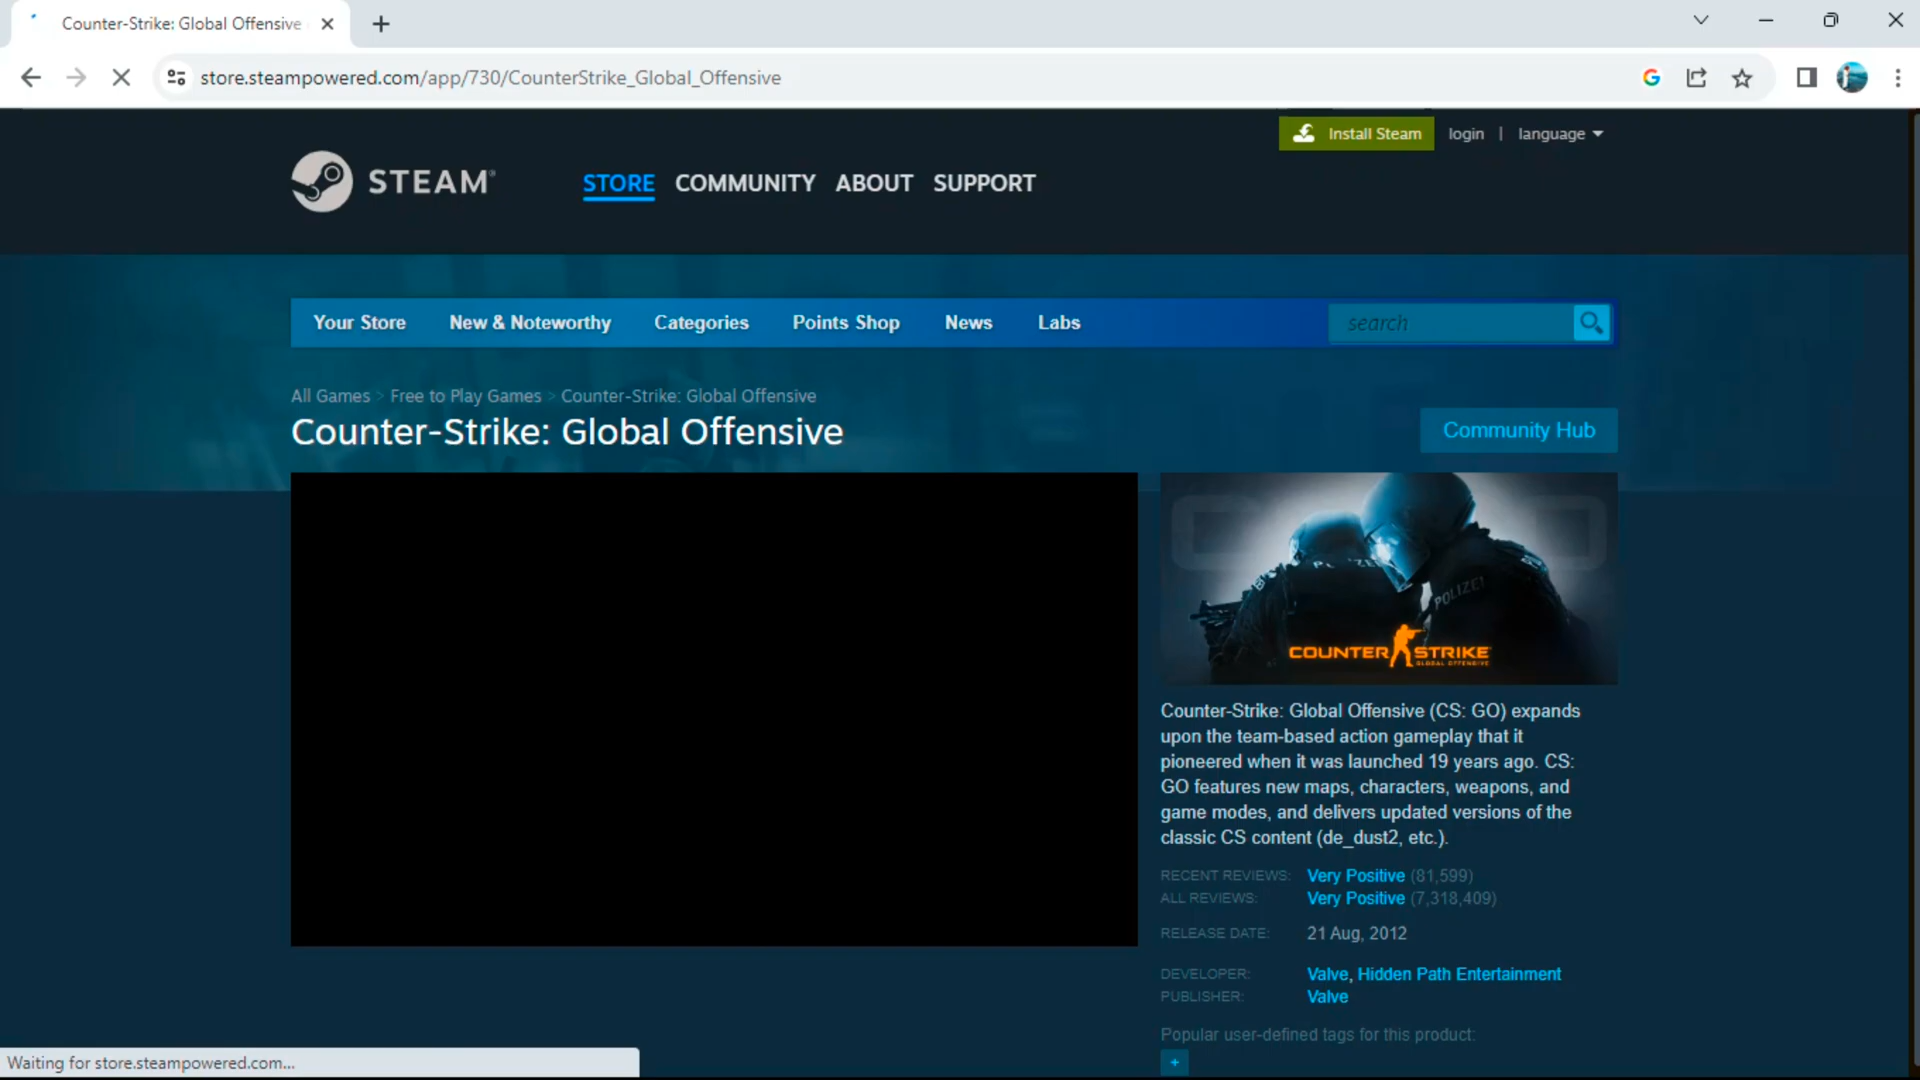 Counter-Strike: Global Offensive
store.steampowered.com/app/730/CounterStrike_Global_Offensive
Install Steam login | language
STEAM
STORE COMMUNITY ABOUT SUPPORT
Your Store New & Noteworthy Categories Points Shop News Labs search
All Games > Free to Play Games > Counter-Strike: Global Offensive
Counter-Strike: Global Offensive
Community Hub
POLIZEI
COUNTER STRIKE
GLOBAL OFFENSIVE
Counter-Strike: Global Offensive (CS: GO) expands
upon the team-based action gameplay that it
pioneered when it was launched 19 years ago. CS:
GO features new maps, characters, weapons, and
game modes, and delivers updated versions of the
classic CS content (de_dust2, etc.).
RECENT REVIEWS: Very Positive (81,599)
ALL REVIEWS: Very Positive (7,318,409)
RELEASE DATE: 21 Aug, 2012
DEVELOPER: Valve, Hidden Path Entertainment
PUBLISHER: Valve
Popular user-defined tags for this product:
+
Waiting for store.steampowered.com...